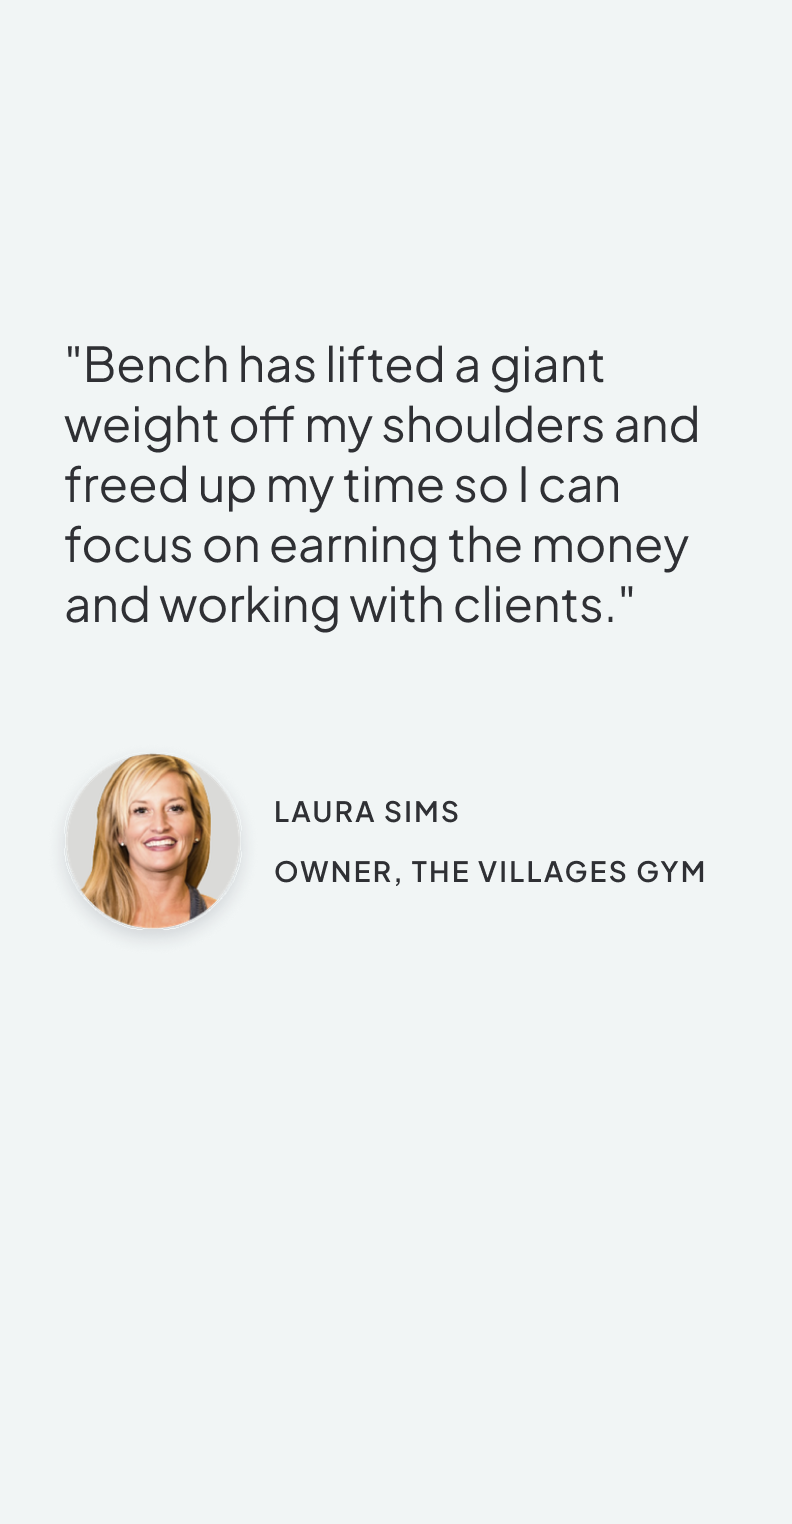 "Bench has lifted a giant
weight off my shoulders and
freed up my time so I can
focus on earning the money
and working with clients."
LAURA SIMS
OWNER, THE VILLAGES GYM